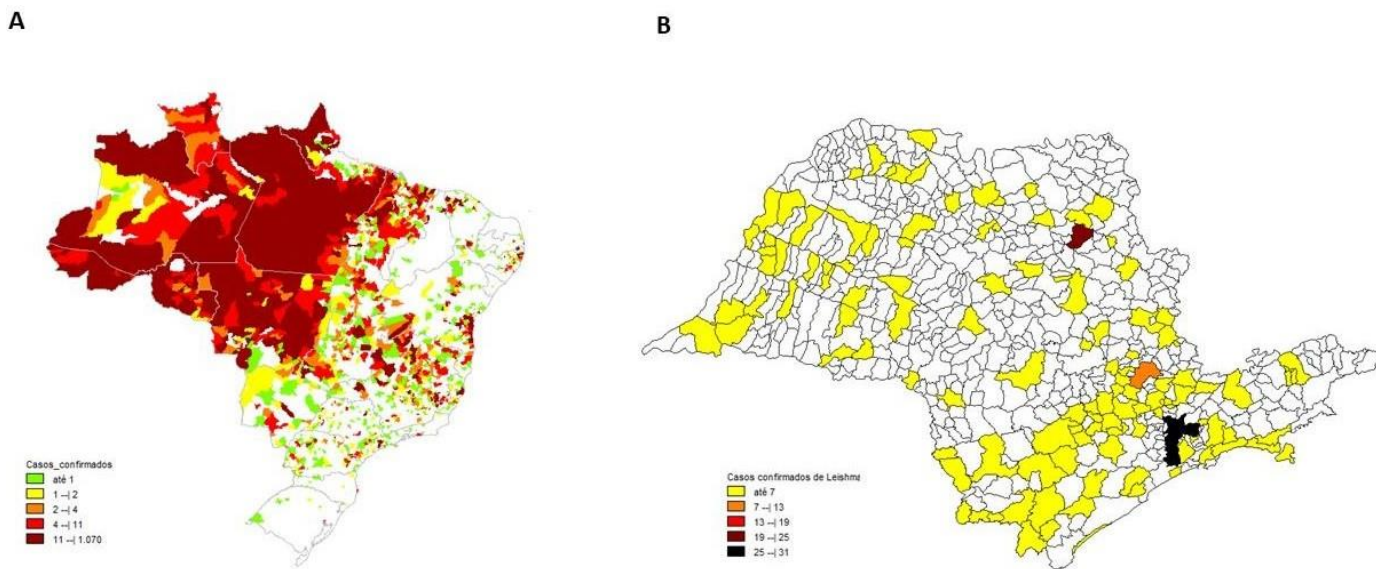 A
B
Casos_confirmados
até 1
1 --| 2
2 --| 4
4 --| 11
11 --| 1.070
Casos confirmados de Leishma
até 7
7 --| 13
13 --| 19
19 --| 25
25 --| 31